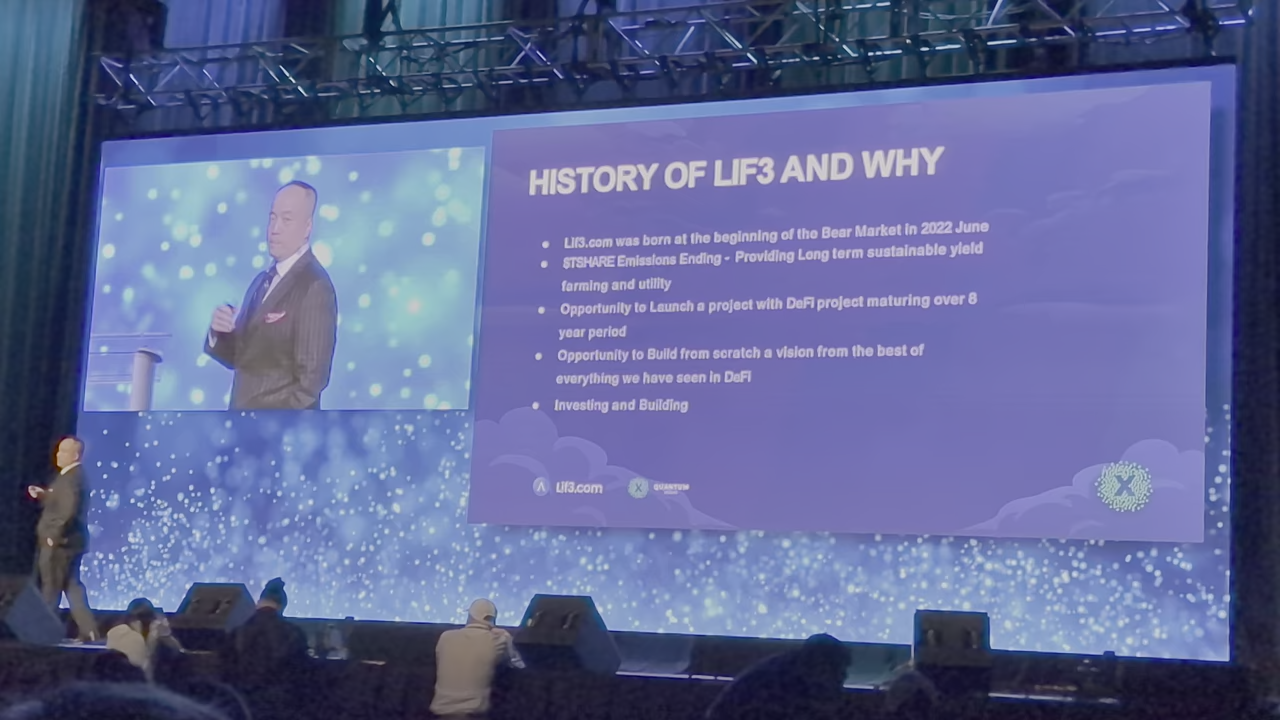 HISTORY OF LIF3 AND WHY
● Lif3.com was born at the beginning of the Bear Market in 2022 June
● $TSHARE Emissions Ending - Providing Long term sustainable yield
farming and utility
● Opportunity to Launch a project with DeFi project maturing over 8
year period
● Opportunity to Build from scratch a vision from the best of
everything we have seen in DeFi
● Investing and Building
Lif3.com
X QUANTUM
X